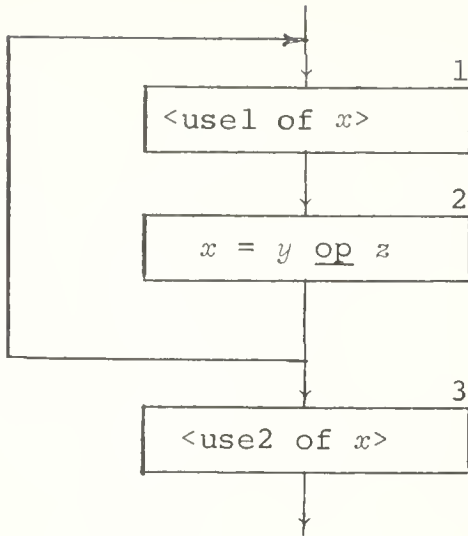 1
<use1 of x>
2
x = y op z
3
<use2 of x>